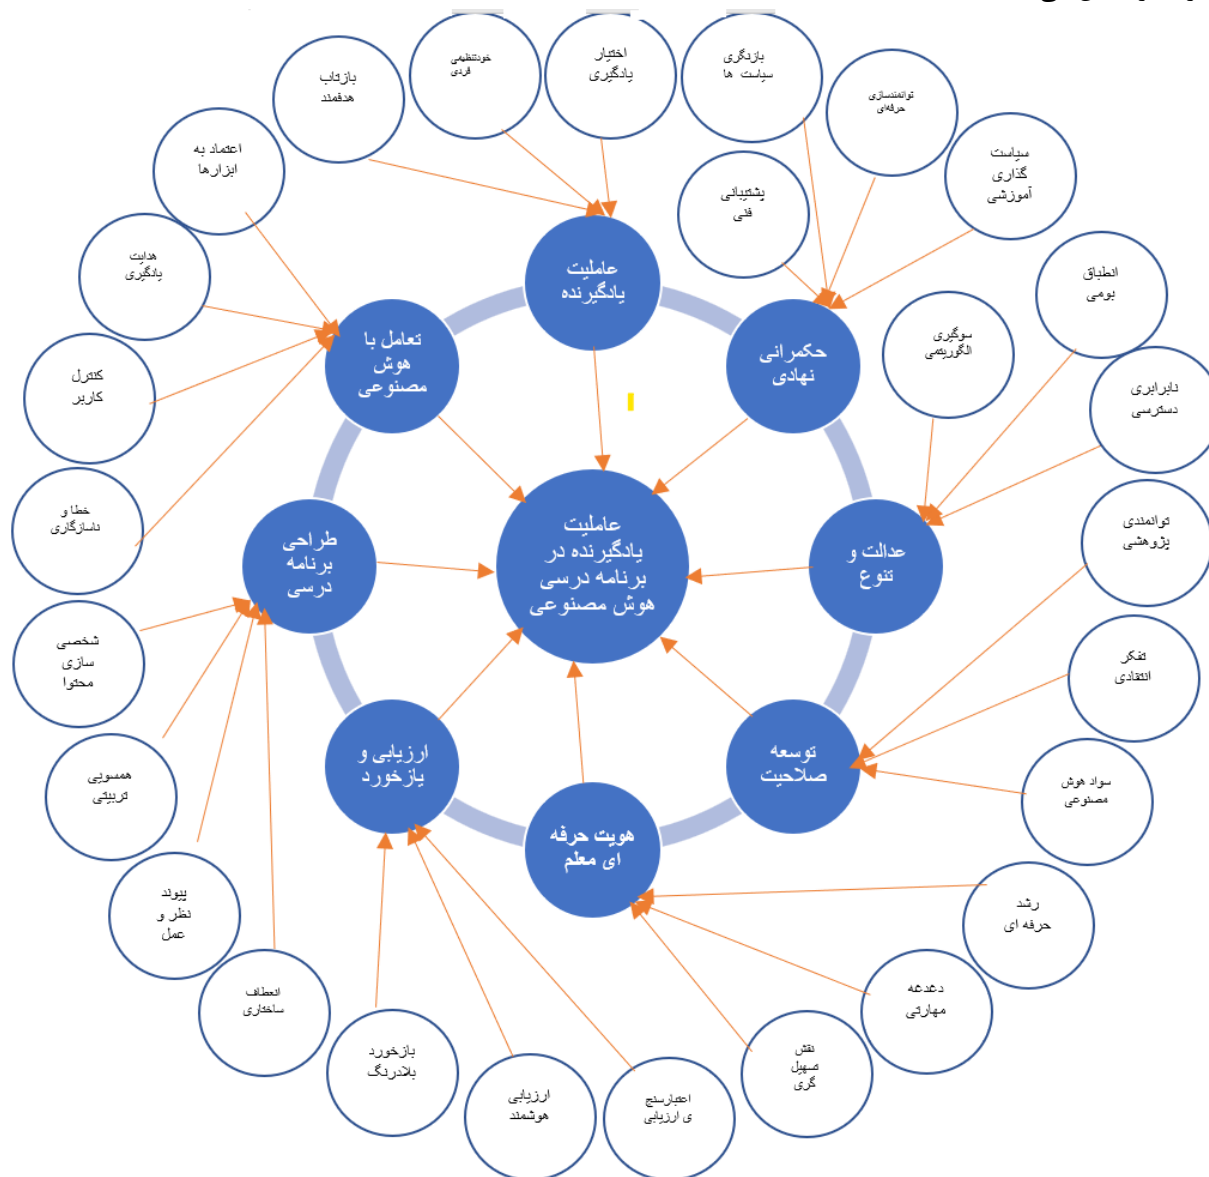 بازتاب
هدفمند
خودتنظیمی
فردی
اختیار
یادگیری
بازنگری
سیاست ها
توانمندسازی
حرفه‌ای
سیاست
گذاری
آموزشی
پشتیبانی
فنی
اعتماد به
ابزارها
هدایت
یادگیری
کنترل
کاربر
خطا و
ناسازگاری
انطباق
بومی
سوگیری
الگوریتمی
نابرابری
دسترسی
توانمندی
پژوهشی
تفکر
انتقادی
سواد هوش
مصنوعی
رشد
حرفه ای
دغدغه
مهارتی
نقش
تسهیل
گری
اعتبارسنج
ی ارزیابی
ارزیابی
هوشمند
بازخورد
بلادرنگ
انعطاف
ساختاری
پیوند
نظر و
عمل
همسویی
تربیتی
شخصی
سازی
محتوا
عاملیت
یادگیرنده
حکمرانی
نهادی
عدالت و
تنوع
توسعه
صلاحیت
هویت حرفه
ای معلم
ارزیابی و
بازخورد
طراحی
برنامه
درسی
تعامل با
هوش
مصنوعی
عاملیت
یادگیرنده در
برنامه درسی
هوش مصنوعی